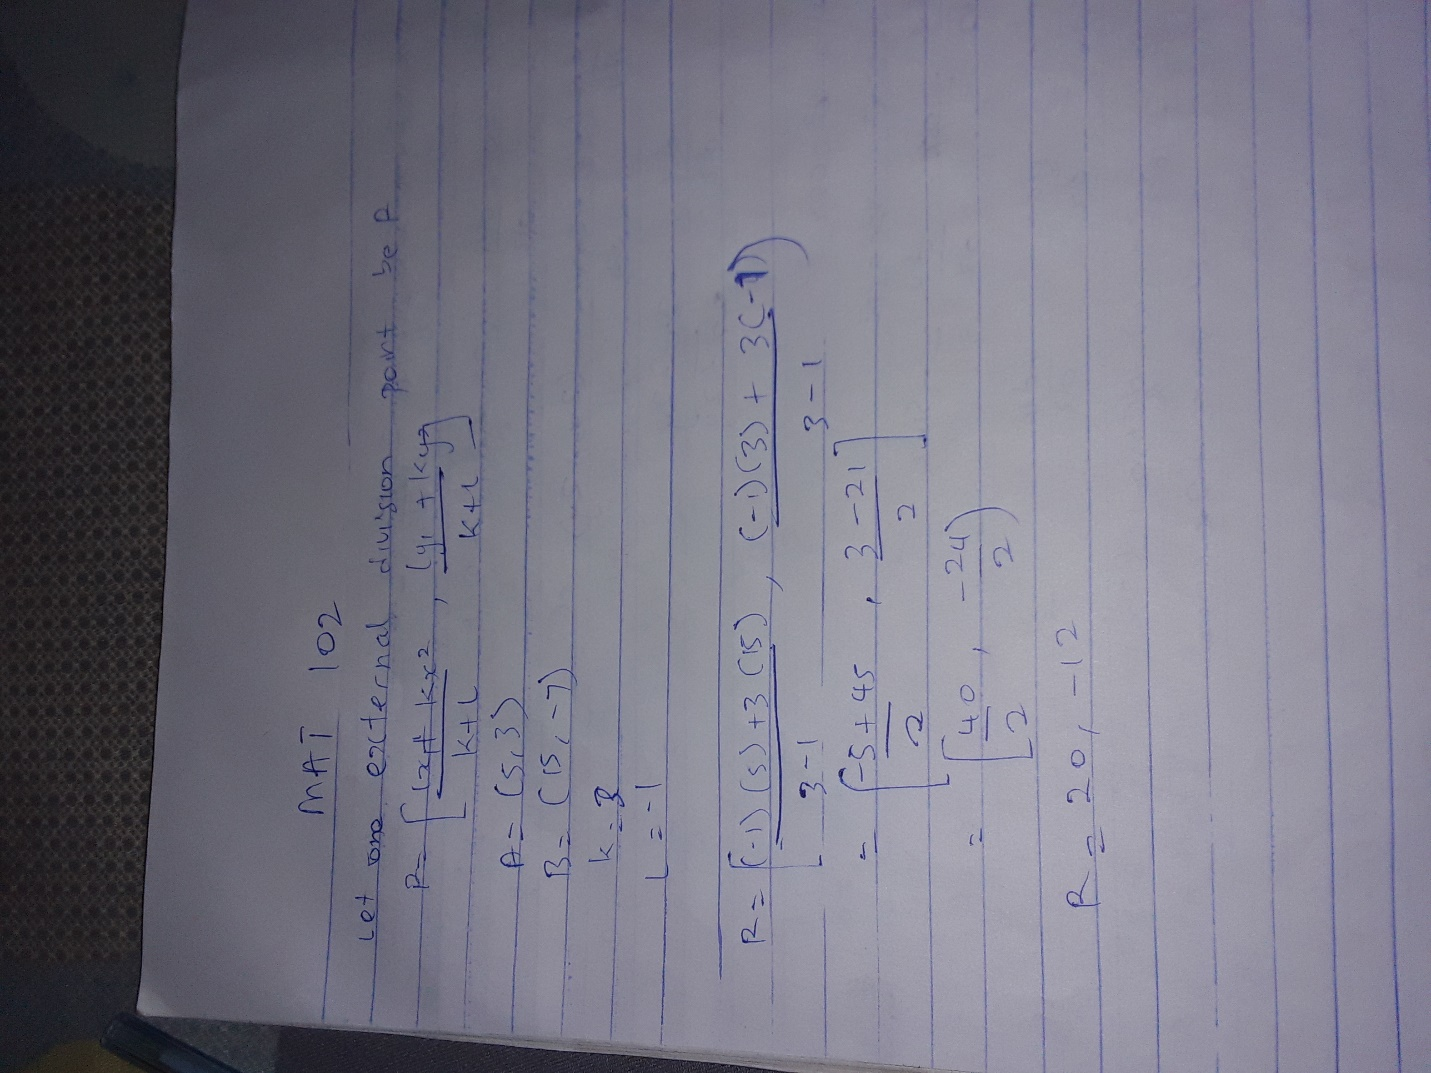 MAT 102
Let one external division point be R
R = [lx1 + kx2 / k+l , ly1 + ky2 / k+l]
A = (5,3)
B = (15,-7)
k = 3
L = -1
R = [(-1)(5)+3(15) / 3-1 , (-1)(3)+3(-7) / 3-1]
= [-5+45 / 2 , 3-21 / 2]
= [40 / 2 , -24 / 2)
R = 20, -12